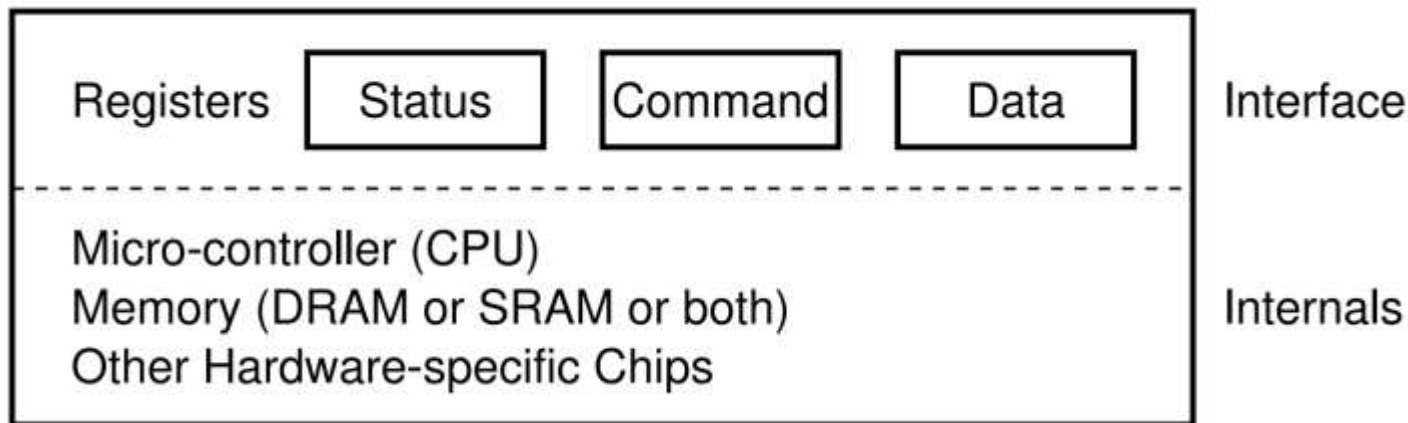 Registers Status Command Data Interface
Micro-controller (CPU)
Memory (DRAM or SRAM or both) Internals
Other Hardware-specific Chips